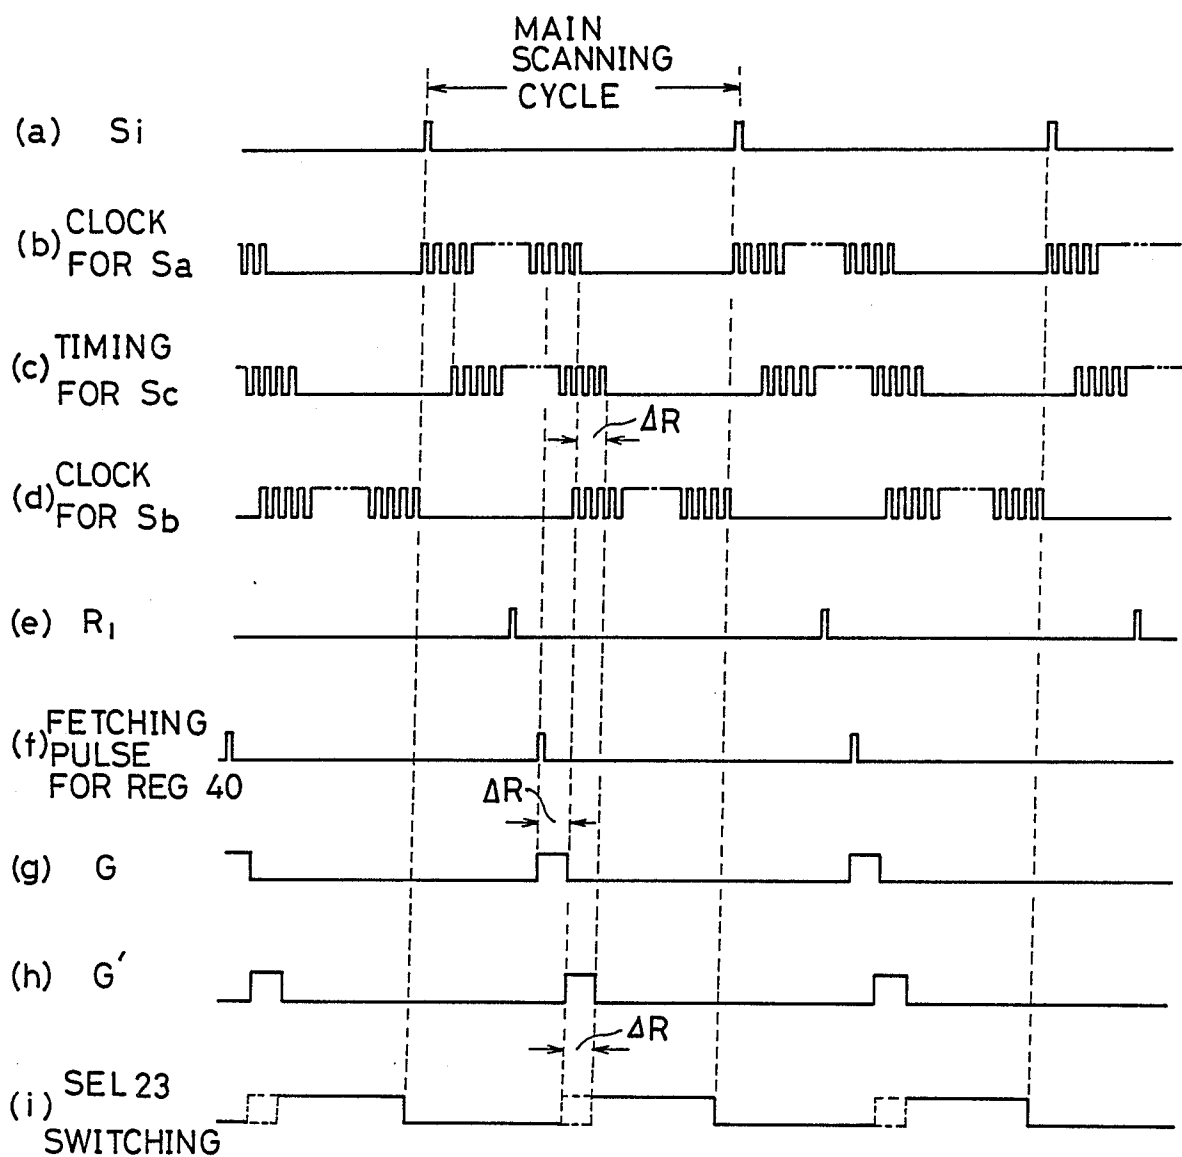 MAIN
SCANNING
CYCLE
(a) Si
(b) CLOCK
FOR Sa
(c) TIMING
FOR Sc
ΔR
(d) CLOCK
FOR Sb
(e) R1
(f) FETCHING
PULSE
FOR REG 40
ΔR
(g) G
(h) G′
ΔR
(i) SEL 23
SWITCHING